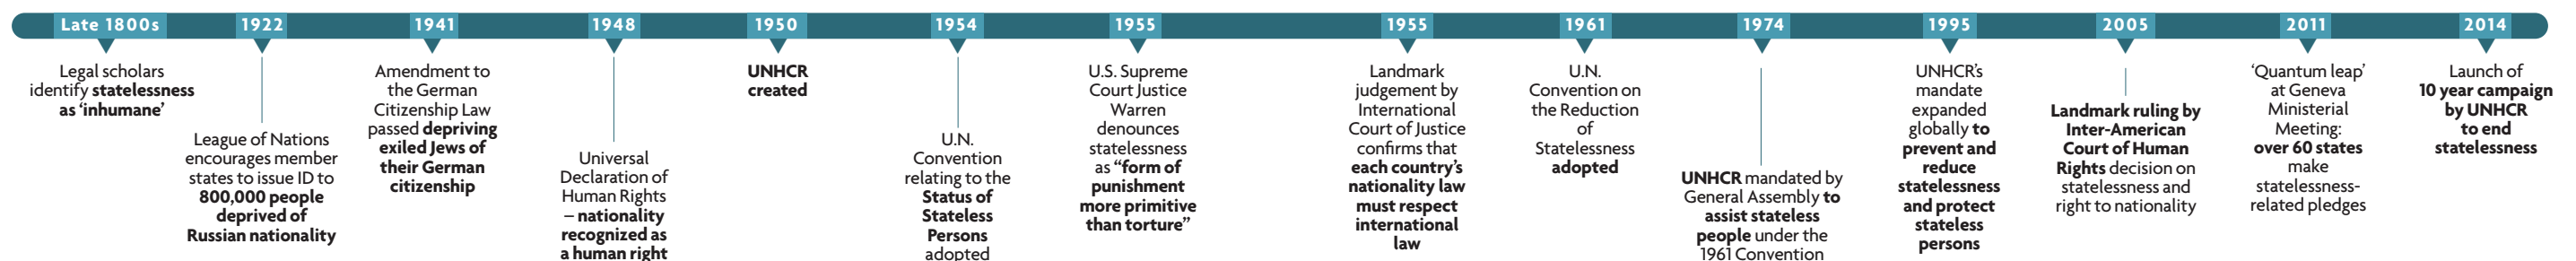 Late 1800s
Legal scholars
identify statelessness
as ‘inhumane’
1922
League of Nations
encourages member
states to issue ID to
800,000 people
deprived of
Russian nationality
1941
Amendment to
the German
Citizenship Law
passed depriving
exiled Jews of
their German
citizenship
1948
Universal
Declaration of
Human Rights
– nationality
recognized as
a human right
1950
UNHCR
created
1954
U.N.
Convention
relating to the
Status of
Stateless
Persons
adopted
1955
U.S. Supreme
Court Justice
Warren
denounces
statelessness
as “form of
punishment
more primitive
than torture”
1955
Landmark
judgement by
International
Court of Justice
confirms that
each country’s
nationality law
must respect
international
law
1961
U.N.
Convention on
the Reduction
of
Statelessness
adopted
1974
UNHCR mandated by
General Assembly to
assist stateless
people under the
1961 Convention
1995
UNHCR’s
mandate
expanded
globally to
prevent and
reduce
statelessness
and protect
stateless
persons
2005
Landmark ruling by
Inter-American
Court of Human
Rights decision on
statelessness and
right to nationality
2011
‘Quantum leap’
at Geneva
Ministerial
Meeting:
over 60 states
make
statelessness-
related pledges
2014
Launch of
10 year campaign
by UNHCR
to end
statelessness